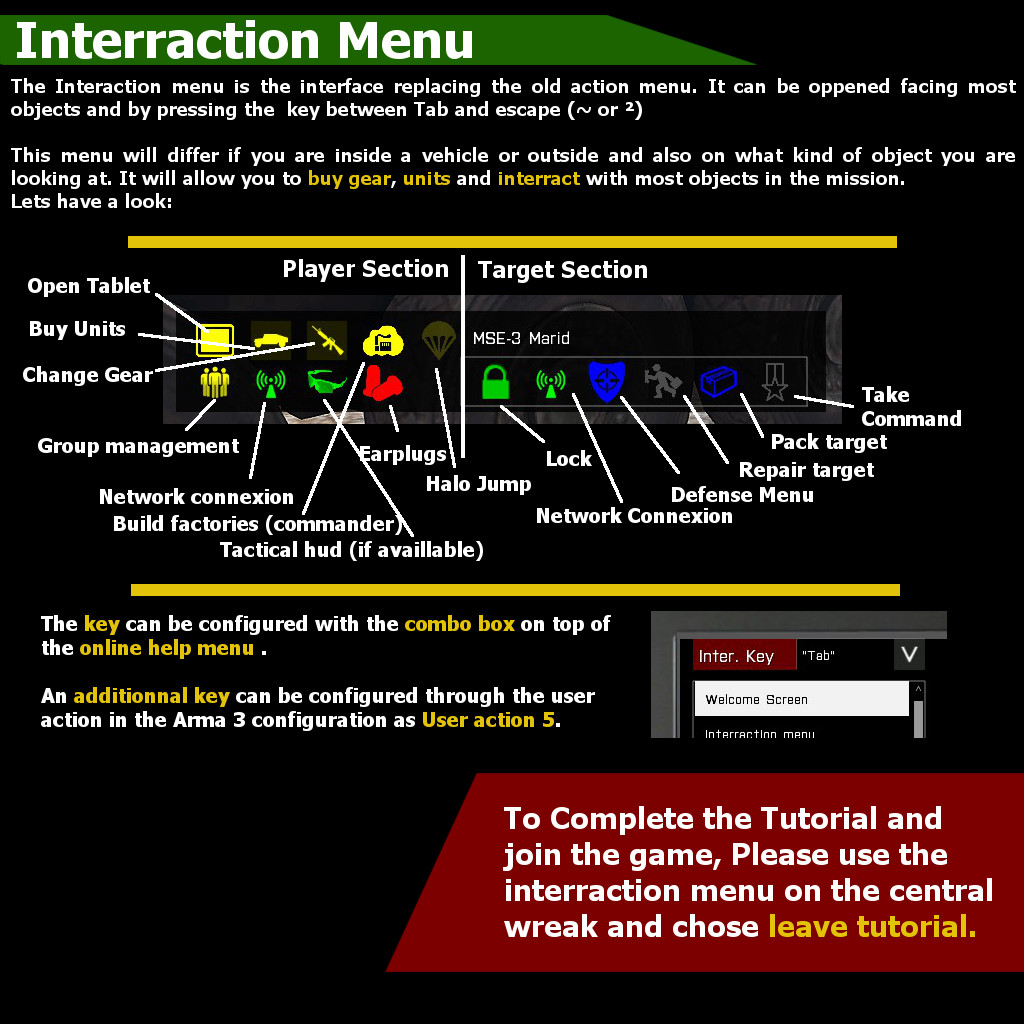 Interraction Menu
The Interaction menu is the interface replacing the old action menu. It can be oppened facing most
objects and by pressing the key between Tab and escape (~ or ²)
This menu will differ if you are inside a vehicle or outside and also on what kind of object you are
looking at. It will allow you to buy gear, units and interract with most objects in the mission.
Lets have a look:
Player Section
Target Section
Open Tablet
Buy Units
Change Gear
MSE-3 Marid
Take
Command
Group management
Earplugs
Lock
Pack target
Repair target
Halo Jump
Network connexion
Defense Menu
Build factories (commander)
Network Connexion
Tactical hud (if availlable)
The key can be configured with the combo box on top of
the online help menu .
An additionnal key can be configured through the user
action in the Arma 3 configuration as User action 5.
Inter. Key "Tab" V
Welcome Screen
Interraction menu
To Complete the Tutorial and
join the game, Please use the
interraction menu on the central
wreak and chose leave tutorial.